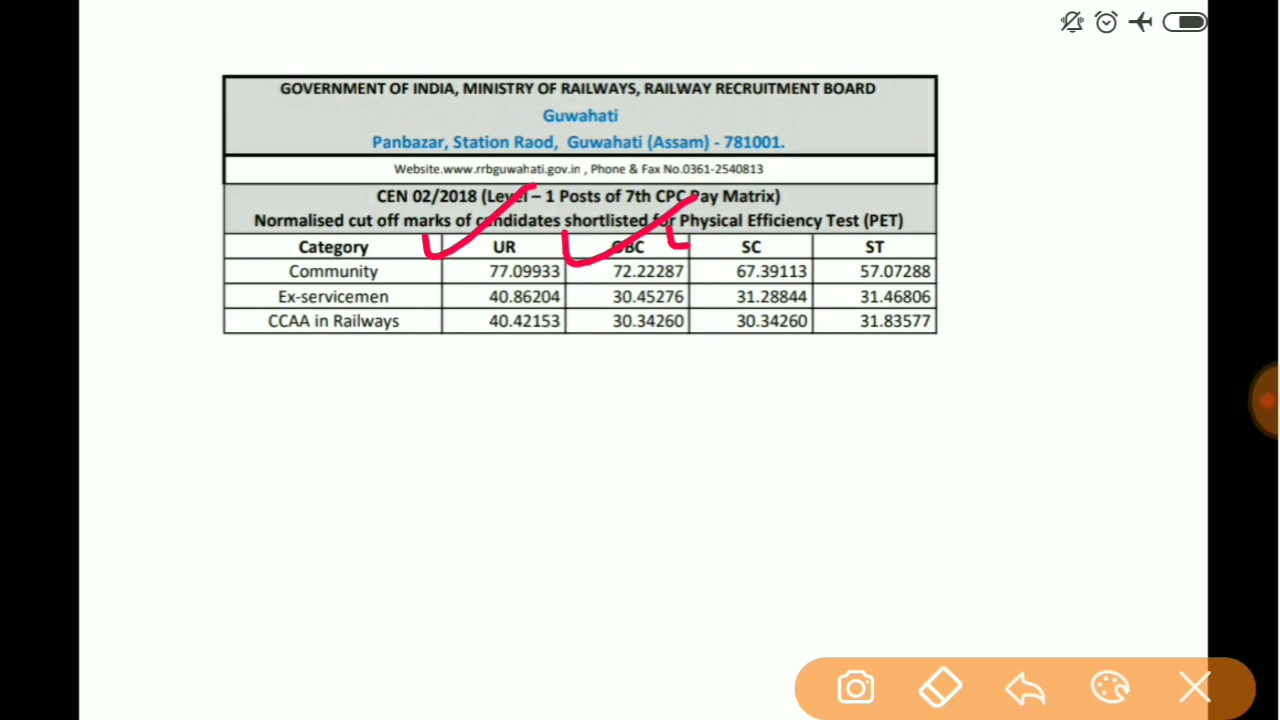 GOVERNMENT OF INDIA, MINISTRY OF RAILWAYS, RAILWAY RECRUITMENT BOARD
Guwahati
Panbazar, Station Raod, Guwahati (Assam) - 781001.
Website.www.rrbguwahati.gov.in , Phone & Fax No.0361-2540813
CEN 02/2018 (Level – 1 Posts of 7th CPC Pay Matrix)
Normalised cut off marks of candidates shortlisted for Physical Efficiency Test (PET)
Category UR OBC SC ST
Community 77.09933 72.22287 67.39113 57.07288
Ex-servicemen 40.86204 30.45276 31.28844 31.46806
CCAA in Railways 40.42153 30.34260 30.34260 31.83577